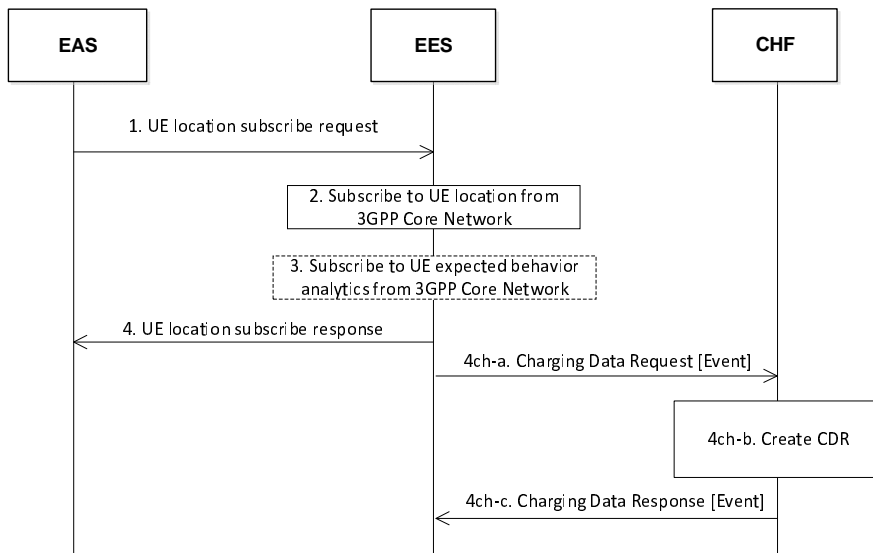 EAS
EES
CHF
1. UE location subscribe request
2. Subscribe to UE location from
3GPP Core Network
3. Subscribe to UE expected behavior
analytics from 3GPP Core Network
4. UE location subscribe response
4ch-a. Charging Data Request [Event]
4ch-b. Create CDR
4ch-c. Charging Data Response [Event]